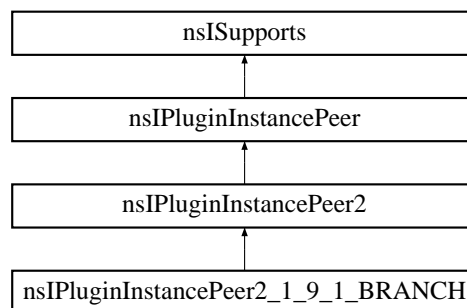 nsISupports
nsIPluginInstancePeer
nsIPluginInstancePeer2
nsIPluginInstancePeer2_1_9_1_BRANCH